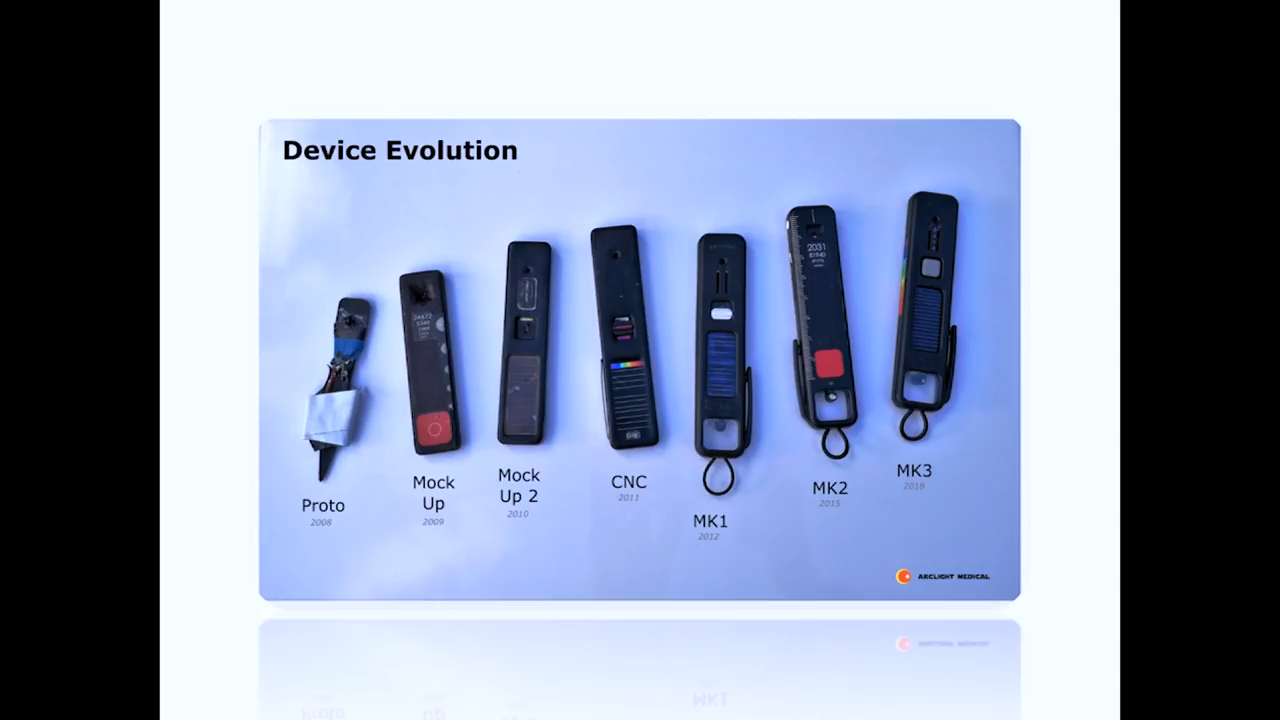 Device Evolution
2031
Proto
2008
Mock
Up
2009
Mock
Up 2
2010
CNC
2011
MK1
2012
MK2
2015
MK3
2018
ARCLIGHT MEDICAL